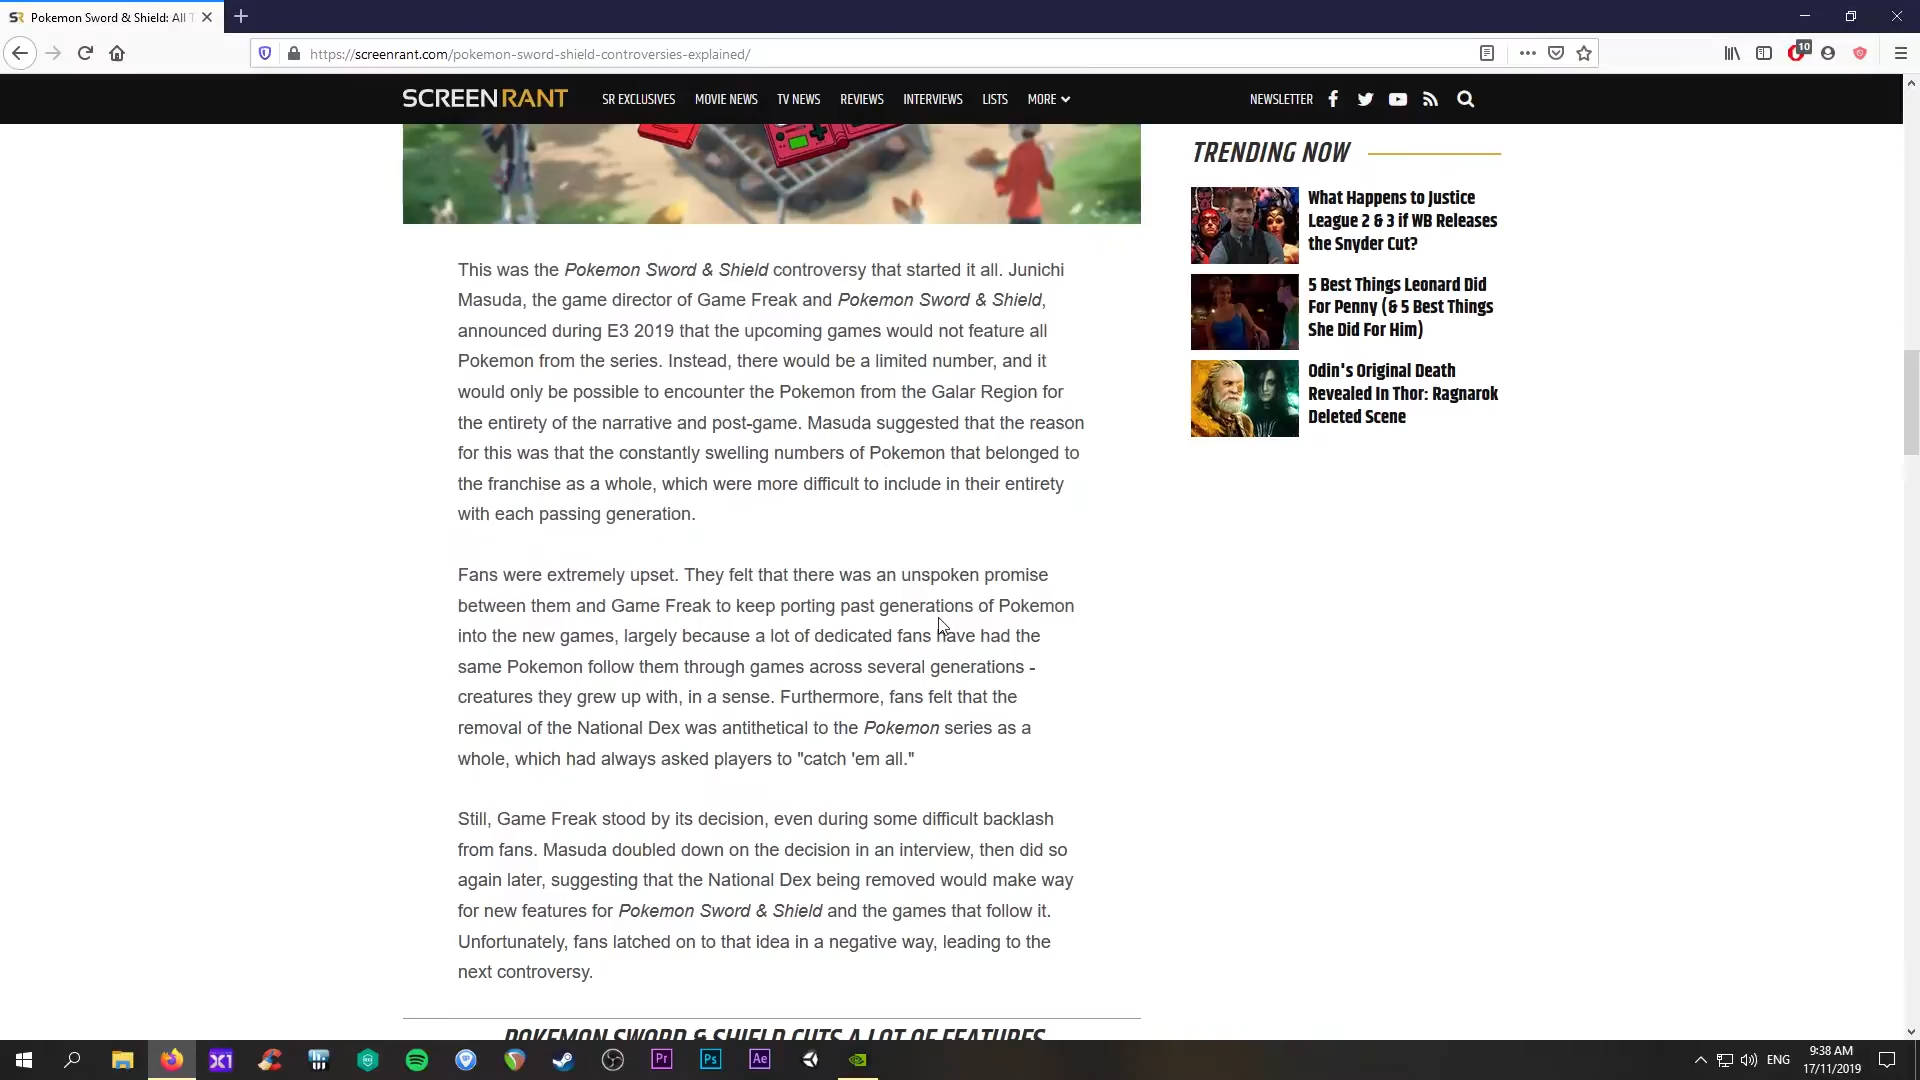 Pokemon Sword & Shield: All T
https://screenrant.com/pokemon-sword-shield-controversies-explained/
10
SCREENRANT
SR EXCLUSIVES MOVIE NEWS TV NEWS REVIEWS INTERVIEWS LISTS MORE
NEWSLETTER
This was the Pokemon Sword & Shield controversy that started it all. Junichi
Masuda, the game director of Game Freak and Pokemon Sword & Shield,
announced during E3 2019 that the upcoming games would not feature all
Pokemon from the series. Instead, there would be a limited number, and it
would only be possible to encounter the Pokemon from the Galar Region for
the entirety of the narrative and post-game. Masuda suggested that the reason
for this was that the constantly swelling numbers of Pokemon that belonged to
the franchise as a whole, which were more difficult to include in their entirety
with each passing generation.
Fans were extremely upset. They felt that there was an unspoken promise
between them and Game Freak to keep porting past generations of Pokemon
into the new games, largely because a lot of dedicated fans have had the
same Pokemon follow them through games across several generations -
creatures they grew up with, in a sense. Furthermore, fans felt that the
removal of the National Dex was antithetical to the Pokemon series as a
whole, which had always asked players to "catch 'em all."
Still, Game Freak stood by its decision, even during some difficult backlash
from fans. Masuda doubled down on the decision in an interview, then did so
again later, suggesting that the National Dex being removed would make way
for new features for Pokemon Sword & Shield and the games that follow it.
Unfortunately, fans latched on to that idea in a negative way, leading to the
next controversy.
POKEMON SWORD & SHIELD CUTS A LOT OF FEATURES
TRENDING NOW
What Happens to Justice
League 2 & 3 if WB Releases
the Snyder Cut?
5 Best Things Leonard Did
For Penny (& 5 Best Things
She Did For Him)
Odin's Original Death
Revealed In Thor: Ragnarok
Deleted Scene
X1
Pr
Ps
Ae
ENG
9:38 AM
17/11/2019